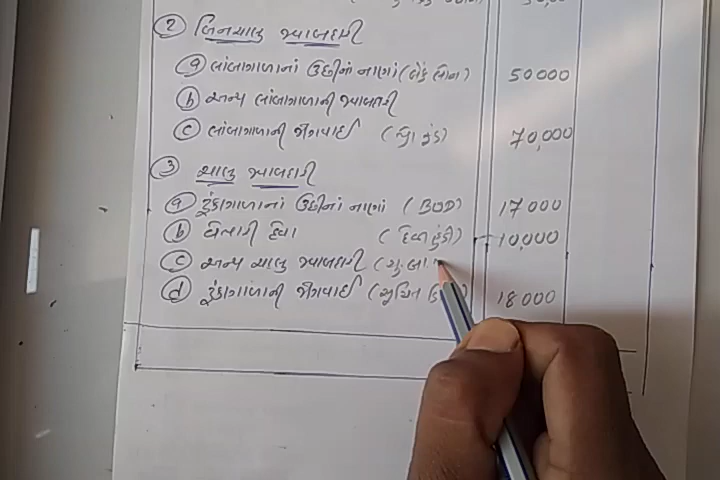 ② બિનચાલુ જવાબદારી
ⓐ લાંબાગાળાનાં ઉછીનાં નાણાં (બેંક લોન) 50000
ⓑ અન્ય લાંબાગાળાની જવાબદારી
ⓒ લાંબાગાળાની જોગવાઈ ( ફંડ) 70,000
③ ચાલુ જવાબદારી
ⓐ ટૂંકાગાળાનાં ઉછીનાં નાણાં (BOD) 17000
ⓑ વેપારી દેવાં (દેવીહૂંડી) 10,000
ⓒ અન્ય ચાલુ જવાબદારી (ચૂ.બા.
ⓓ ટૂંકાગાળાની જોગવાઈ (સૂચિત ડિ ) 18000